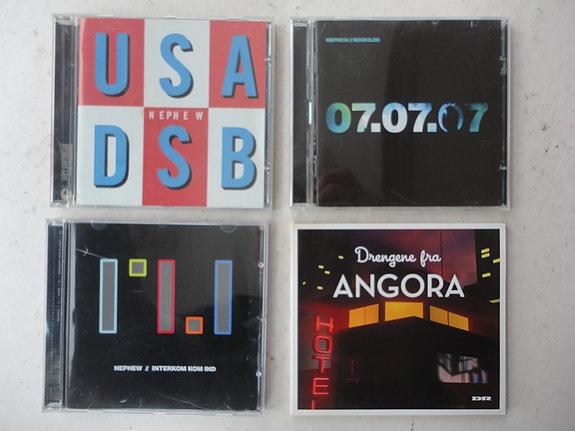 USA
NEPHEW
DSB
NEPHEW // ROSKILDE
07.07.07
NEPHEW // INTERKOM KOM IND
Drengene fra
ANGORA
HOTEL
DR